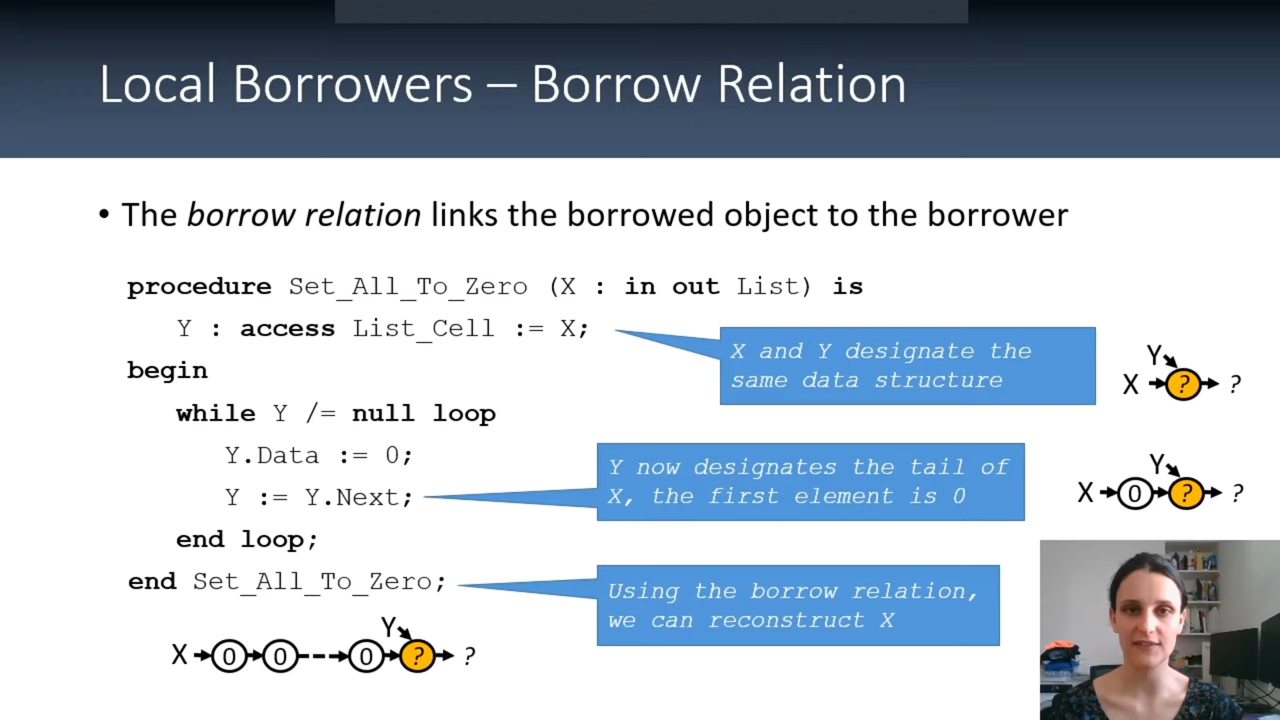 Local Borrowers – Borrow Relation
• The borrow relation links the borrowed object to the borrower
procedure Set_All_To_Zero (X : in out List) is
Y : access List_Cell := X;
begin
while Y /= null loop
Y.Data := 0;
Y := Y.Next;
end loop;
end Set_All_To_Zero;
X and Y designate the
same data structure
Y
X ? ?
Y now designates the tail of
X, the first element is 0
Y
X 0 ? ?
Using the borrow relation,
we can reconstruct X
Y
X 0 0 0 ? ?